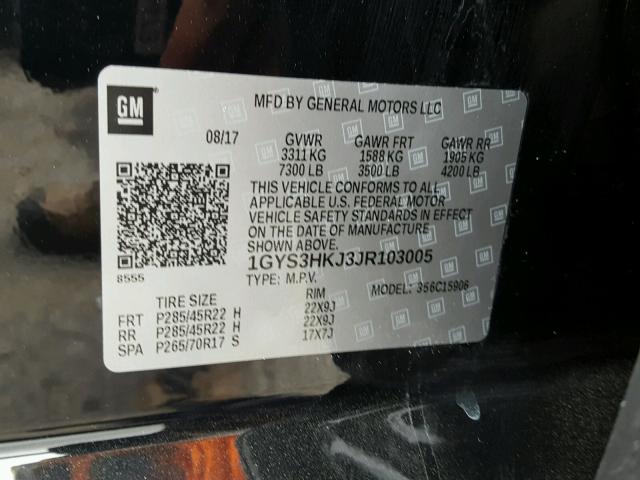 GM
MFD BY GENERAL MOTORS LLC
08/17 GVWR GAWR FRT GAWR RR
3311 KG 1588 KG 1905 KG
7300 LB 3500 LB 4200 LB
THIS VEHICLE CONFORMS TO ALL
APPLICABLE U.S. FEDERAL MOTOR
VEHICLE SAFETY STANDARDS IN EFFECT
ON THE DATE OF MANUFACTURE
SHOWN ABOVE.
1GYS3HKJ3JR103005
8555
TYPE: M.P.V. MODEL: 356C15906
TIRE SIZE RIM
FRT P285/45R22 H 22X9J
RR P285/45R22 H 22X9J
SPA P265/70R17 S 17X7J